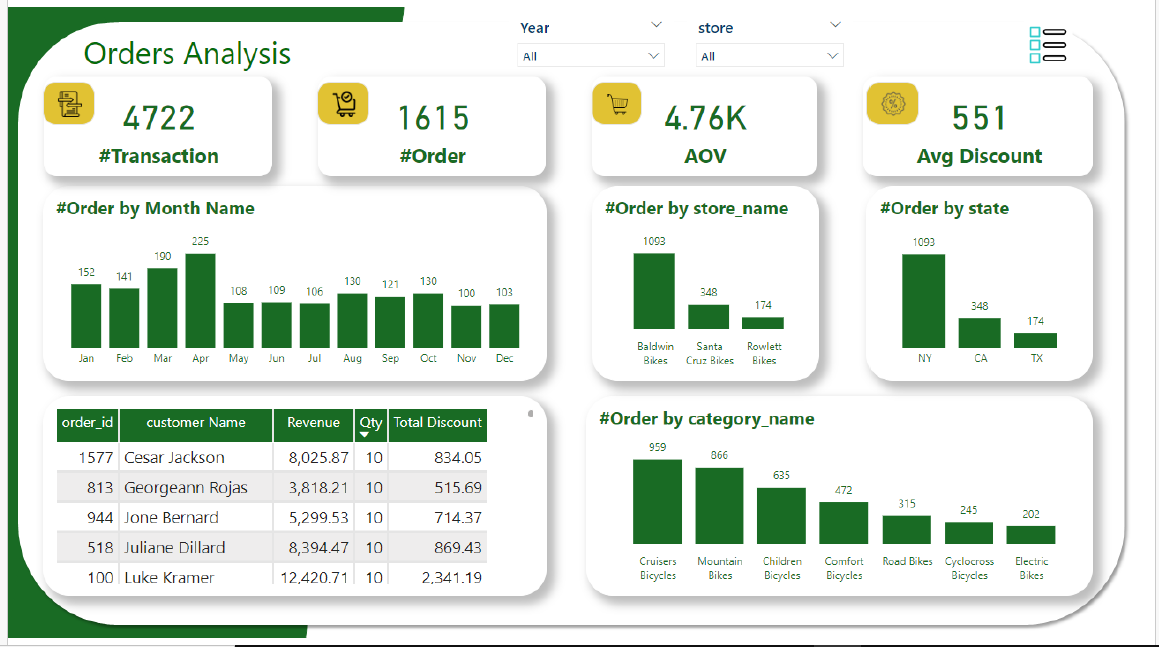 Orders Analysis
Year
All
store
All
4722
#Transaction
1615
#Order
4.76K
AOV
551
Avg Discount
#Order by Month Name
152 141 190 225 108 109 106 130 121 130 100 103
Jan Feb Mar Apr May Jun Jul Aug Sep Oct Nov Dec
#Order by store_name
1093 348 174
Baldwin Bikes
Santa Cruz Bikes
Rowlett Bikes
#Order by state
1093 348 174
NY CA TX
order_id customer Name Revenue Qty Total Discount
1577 Cesar Jackson 8,025.87 10 834.05
813 Georgeann Rojas 3,818.21 10 515.69
944 Jone Bernard 5,299.53 10 714.37
518 Juliane Dillard 8,394.47 10 869.43
100 Luke Kramer 12,420.71 10 2,341.19
#Order by category_name
959 866 635 472 315 245 202
Cruisers Bicycles
Mountain Bikes
Children Bicycles
Comfort Bicycles
Road Bikes
Cyclocross Bicycles
Electric Bikes